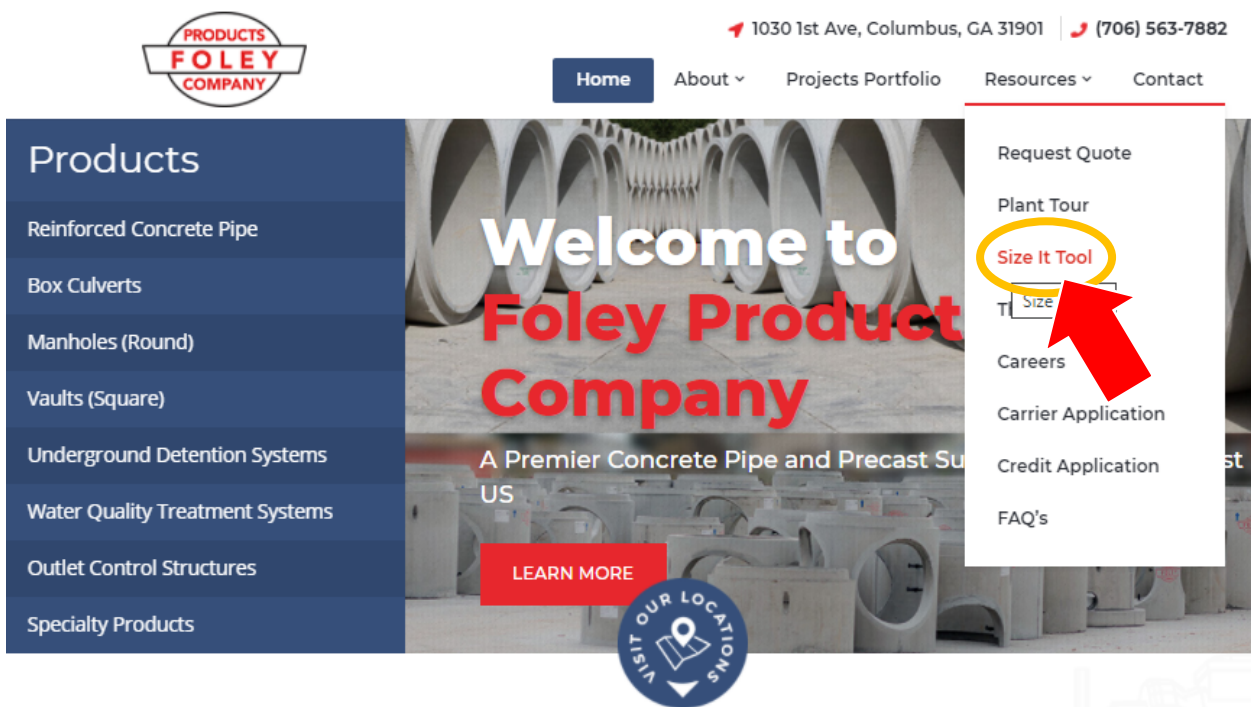 PRODUCTS
FOLEY
COMPANY
1030 1st Ave, Columbus, GA 31901
(706) 563-7882
Home
About
Projects Portfolio
Resources
Contact
Products
Reinforced Concrete Pipe
Box Culverts
Manholes (Round)
Vaults (Square)
Underground Detention Systems
Water Quality Treatment Systems
Outlet Control Structures
Specialty Products
Welcome to
Foley Product
Company
A Premier Concrete Pipe and Precast Su
st
US
LEARN MORE
VISIT OUR LOCATIONS
Request Quote
Plant Tour
Size It Tool
Size
Careers
Carrier Application
Credit Application
FAQ's